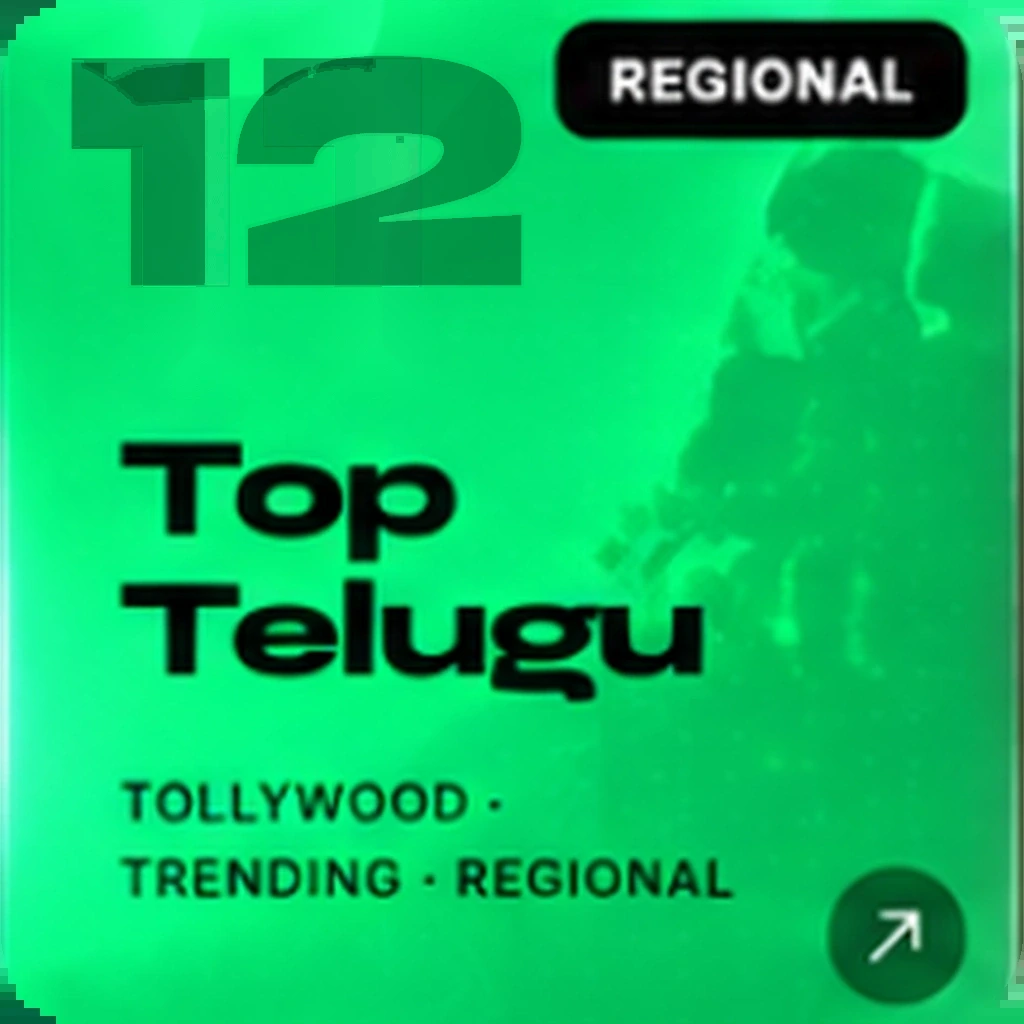 12
REGIONAL
Top
Telugu
TOLLYWOOD ·
TRENDING · REGIONAL